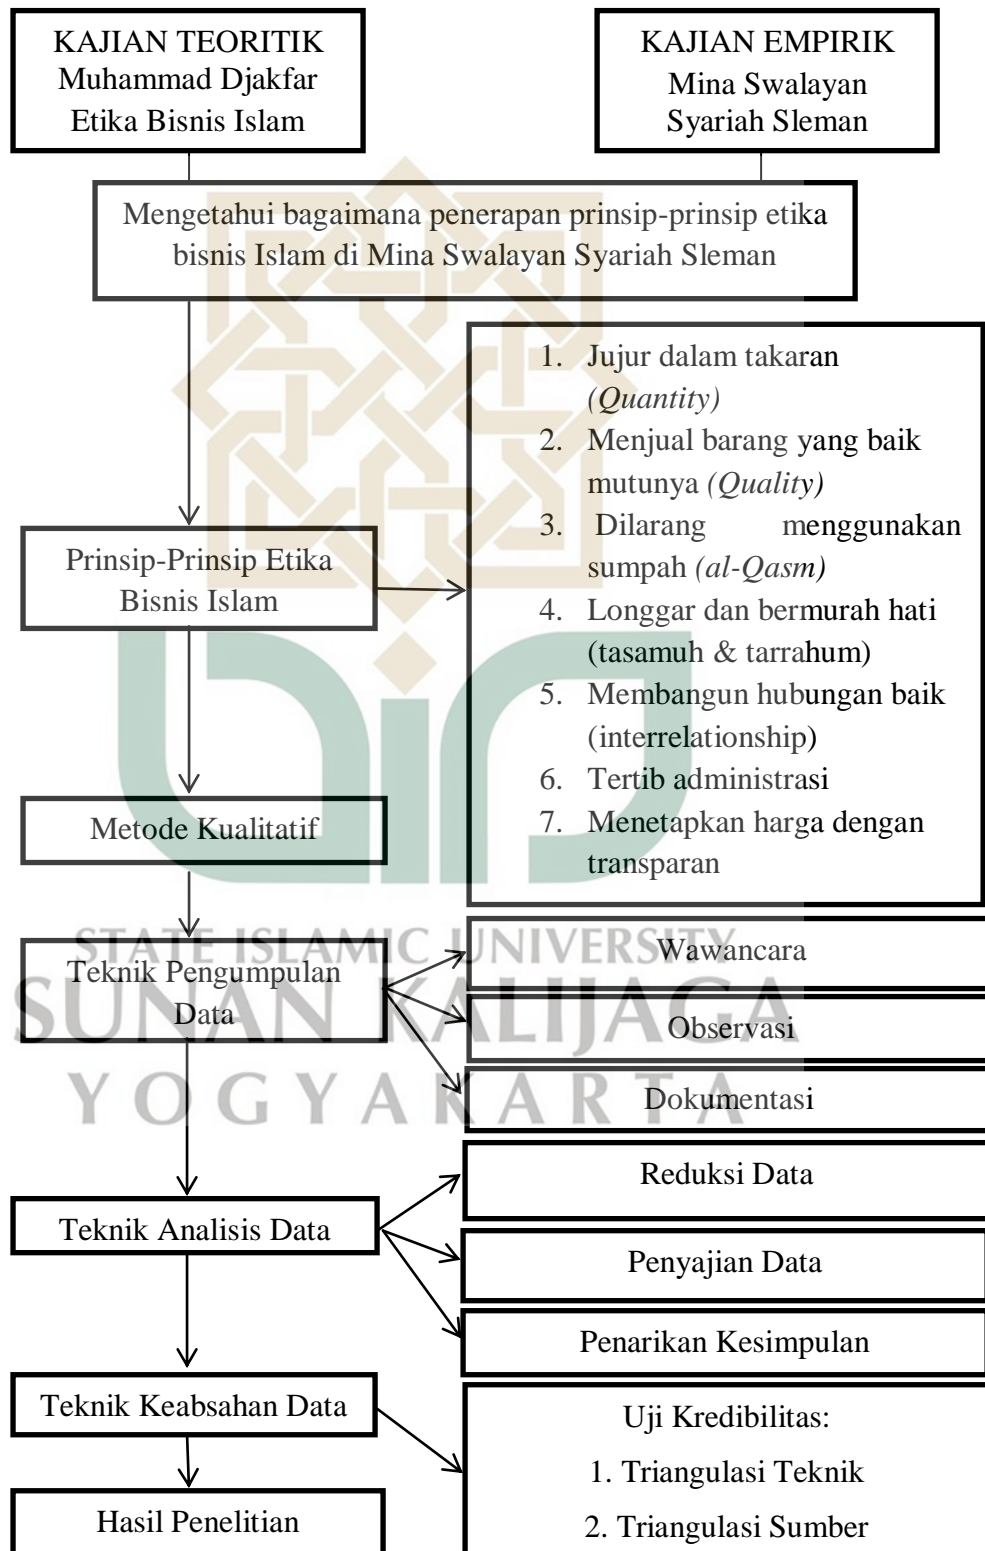 KAJIAN TEORITIK
Muhammad Djakfar
Etika Bisnis Islam
KAJIAN EMPIRIK
Mina Swalayan
Syariah Sleman
Mengetahui bagaimana penerapan prinsip-prinsip etika
bisnis Islam di Mina Swalayan Syariah Sleman
Prinsip-Prinsip Etika
Bisnis Islam
1. Jujur dalam takaran
(Quantity)
2. Menjual barang yang baik
mutunya (Quality)
3. Dilarang menggunakan
sumpah (al-Qasm)
4. Longgar dan bermurah hati
(tasamuh & tarrahum)
5. Membangun hubungan baik
(interrelationship)
6. Tertib administrasi
7. Menetapkan harga dengan
transparan
Metode Kualitatif
STATE ISLAMIC UNIVERSITY
SUNAN KALIJAGA
YOGYAKARTA
Teknik Pengumpulan
Data
Wawancara
Observasi
Dokumentasi
Teknik Analisis Data
Reduksi Data
Penyajian Data
Penarikan Kesimpulan
Teknik Keabsahan Data
Uji Kredibilitas:
1. Triangulasi Teknik
2. Triangulasi Sumber
Hasil Penelitian